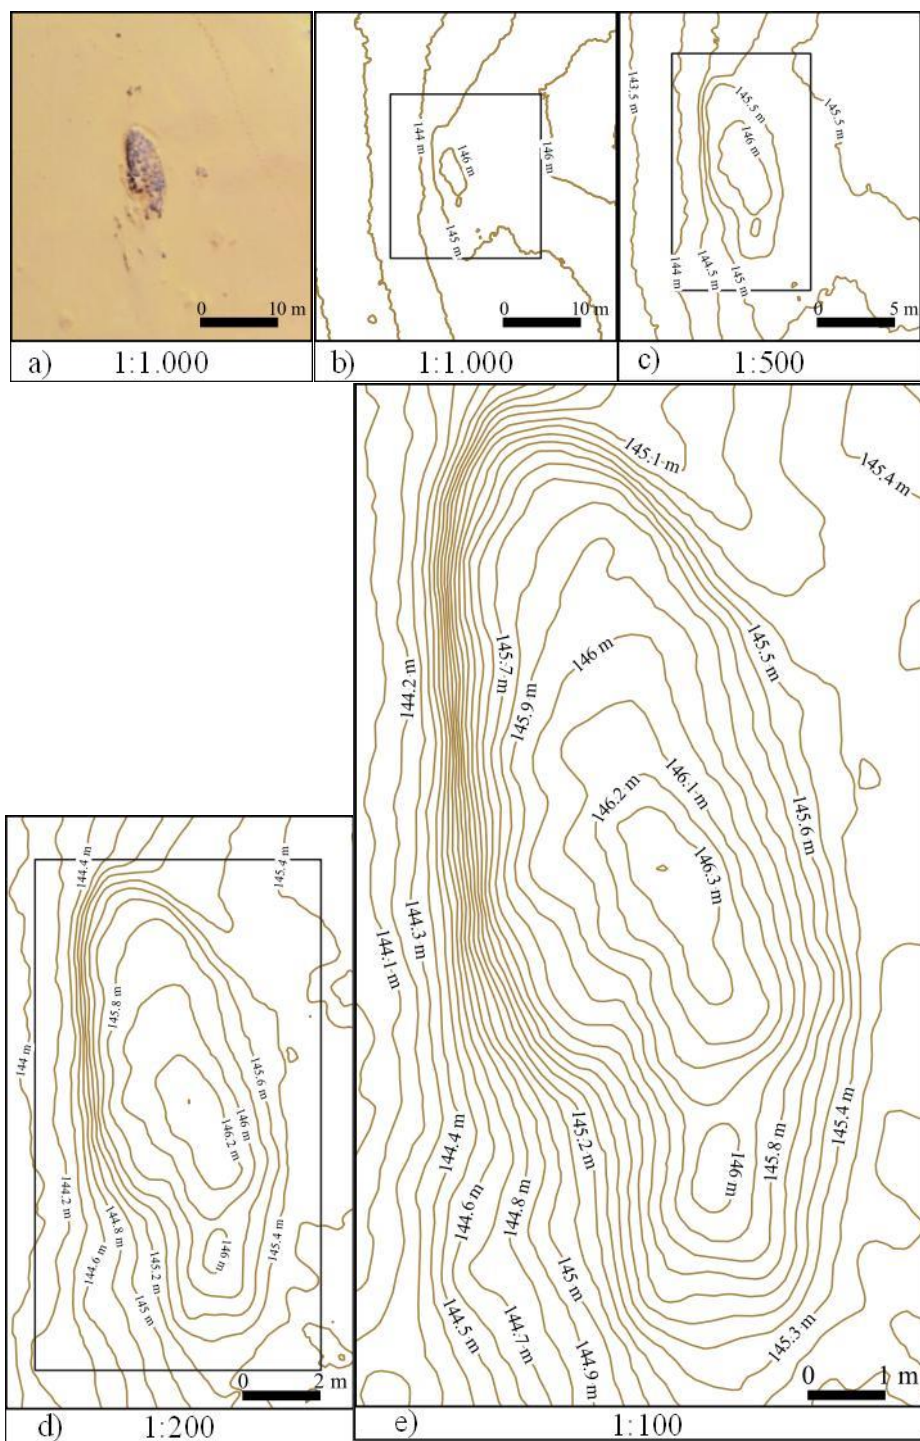 144 m
146 m
146 m
145 m
0 10 m
0 10 m
a) 1:1.000
b) 1:1.000
143.5 m
145.5 m
145.5 m
146 m
144 m
144.5 m
145 m
0 5 m
c) 1:500
144.4 m
145.4 m
145.8 m
144 m
145.6 m
146 m
146.2 m
144.2 m
144.8 m
144.6 m
145.2 m
146 m
145.4 m
145 m
0 2 m
d) 1:200
145.1 m
145.4 m
144.2 m
145.7 m
146 m
145.5 m
145.9 m
146.1 m
146.2 m
145.6 m
146.3 m
144.3 m
144.1 m
144.4 m
145.2 m
145.4 m
145.8 m
146 m
144.6 m
144.8 m
145 m
144.5 m
144.7 m
144.9 m
145.3 m
0 1 m
e) 1:100